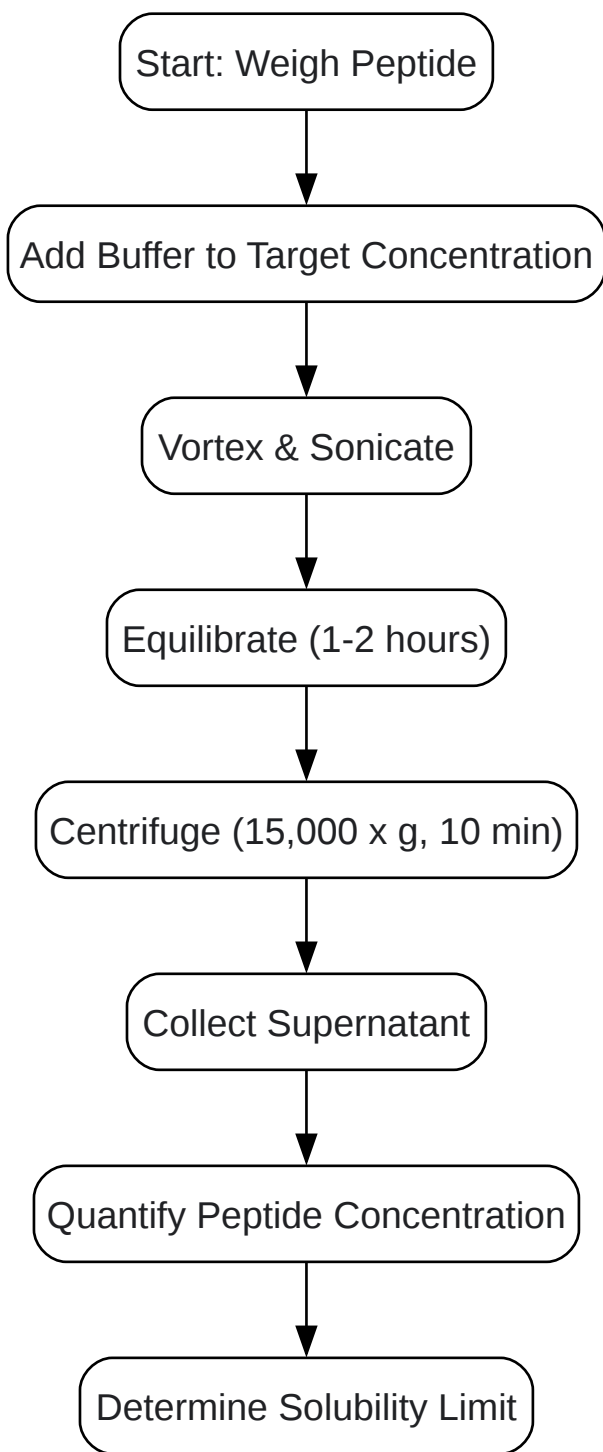 Start: Weigh Peptide
Add Buffer to Target Concentration
Vortex & Sonicate
Equilibrate (1-2 hours)
Centrifuge (15,000 x g, 10 min)
Collect Supernatant
Quantify Peptide Concentration
Determine Solubility Limit